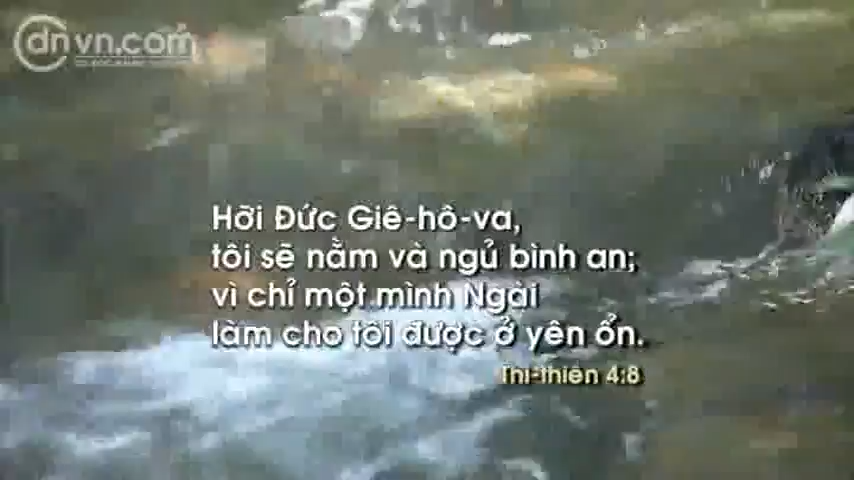 dnvn.com
Hỡi Đức Giê-hô-va,
tôi sẽ nằm và ngủ bình an;
vì chỉ một mình Ngài
làm cho tôi được ở yên ổn.
Thi-thiên 4:8